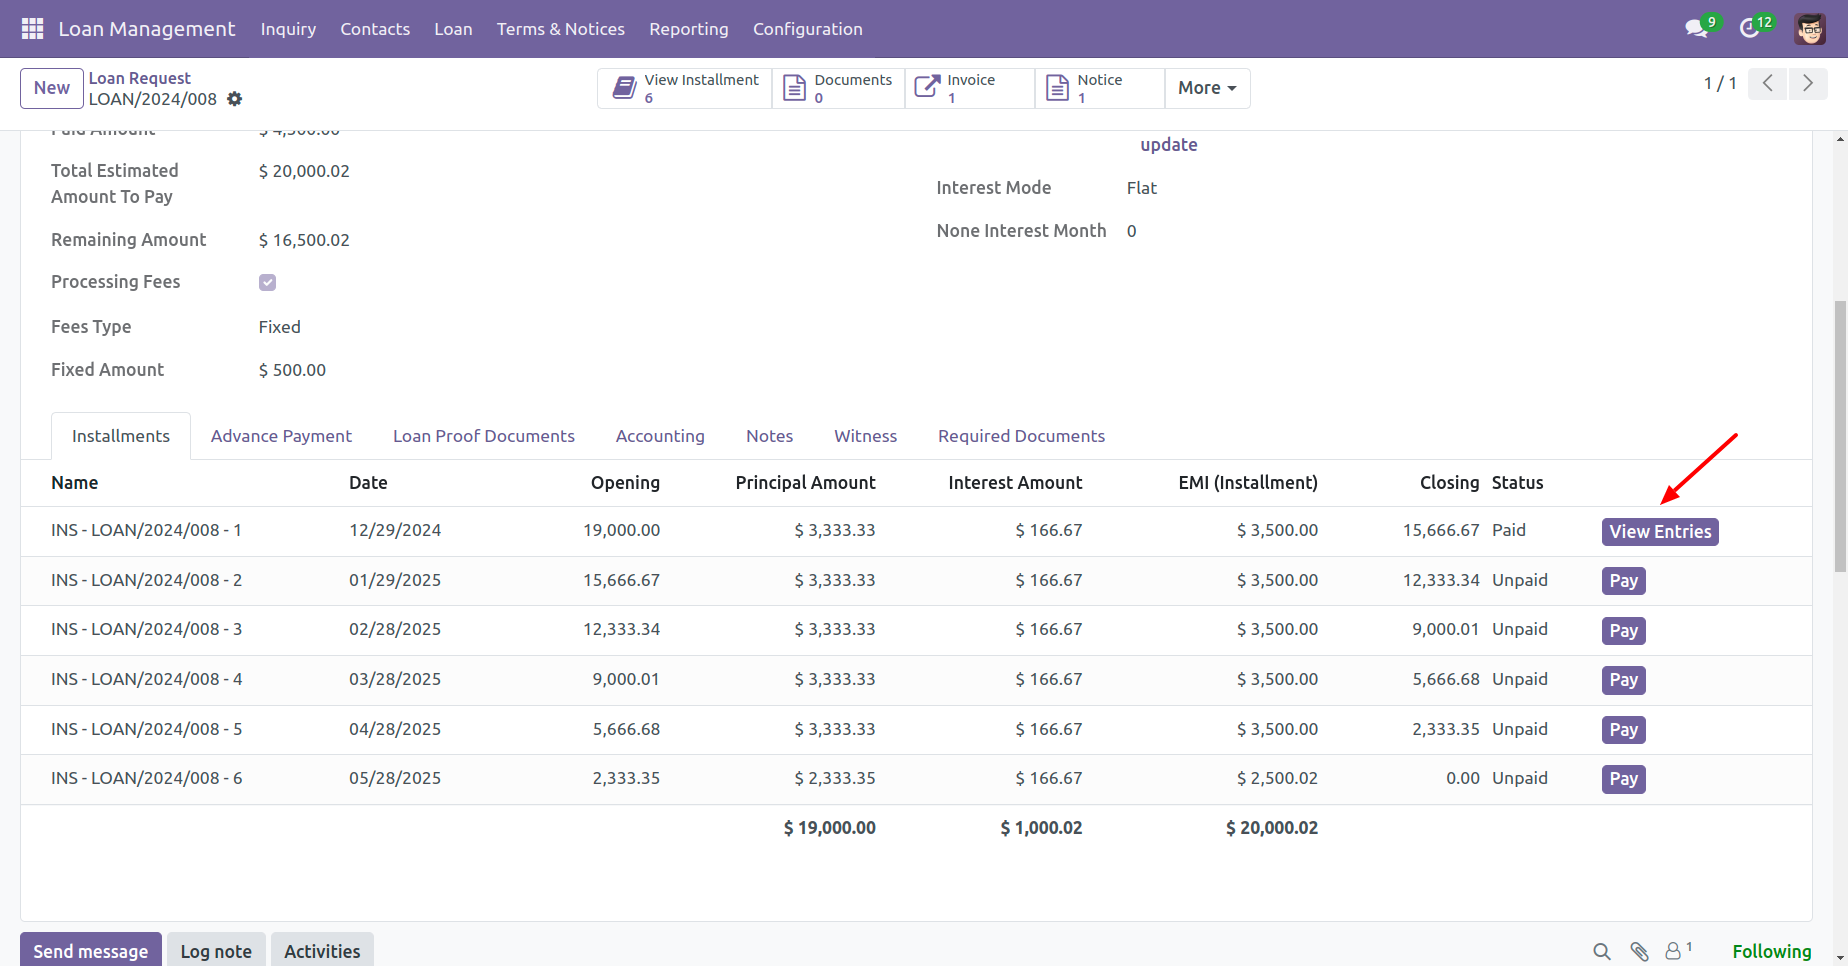 Loan Management Inquiry Contacts Loan Terms & Notices Reporting Configuration 9 12
New Loan Request
LOAN/2024/008
View Installment
6
Documents
0
Invoice
1
Notice
1
More
1 / 1
Paid Amount $ 4,500.00
update
Total Estimated
Amount To Pay
$ 20,000.02
Interest Mode Flat
Remaining Amount $ 16,500.02
None Interest Month 0
Processing Fees
Fees Type Fixed
Fixed Amount $ 500.00
Installments Advance Payment Loan Proof Documents Accounting Notes Witness Required Documents
Name Date Opening Principal Amount Interest Amount EMI (Installment) Closing Status
INS - LOAN/2024/008 - 1 12/29/2024 19,000.00 $ 3,333.33 $ 166.67 $ 3,500.00 15,666.67 Paid View Entries
INS - LOAN/2024/008 - 2 01/29/2025 15,666.67 $ 3,333.33 $ 166.67 $ 3,500.00 12,333.34 Unpaid Pay
INS - LOAN/2024/008 - 3 02/28/2025 12,333.34 $ 3,333.33 $ 166.67 $ 3,500.00 9,000.01 Unpaid Pay
INS - LOAN/2024/008 - 4 03/28/2025 9,000.01 $ 3,333.33 $ 166.67 $ 3,500.00 5,666.68 Unpaid Pay
INS - LOAN/2024/008 - 5 04/28/2025 5,666.68 $ 3,333.33 $ 166.67 $ 3,500.00 2,333.35 Unpaid Pay
INS - LOAN/2024/008 - 6 05/28/2025 2,333.35 $ 2,333.35 $ 166.67 $ 2,500.02 0.00 Unpaid Pay
$ 19,000.00 $ 1,000.02 $ 20,000.02
Send message Log note Activities 1 Following